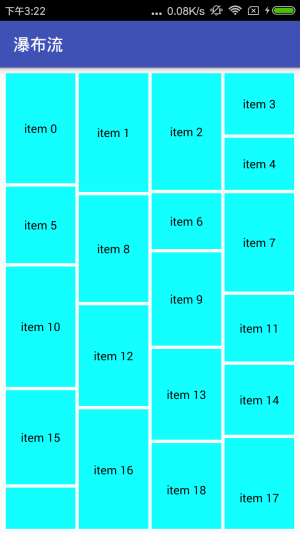 下午3:22
... 0.08K/s
瀑布流
item 0
item 1
item 2
item 3
item 4
item 5
item 6
item 7
item 8
item 9
item 10
item 11
item 12
item 13
item 14
item 15
item 16
item 17
item 18